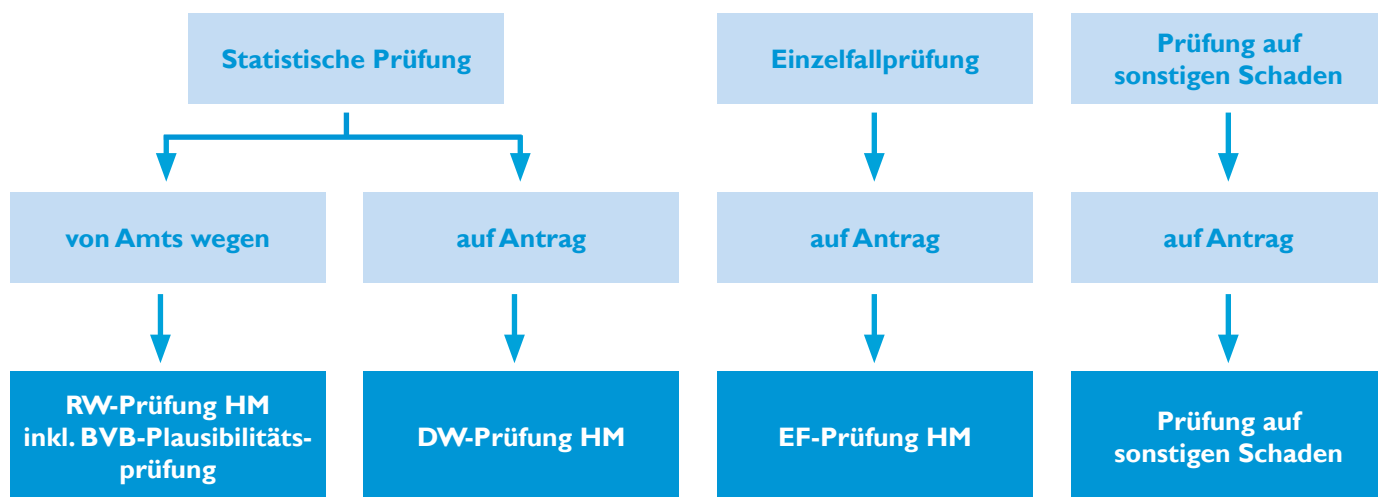 Statistische Prüfung
Einzelfallprüfung
Prüfung auf
sonstigen Schaden
von Amts wegen
auf Antrag
auf Antrag
auf Antrag
RW-Prüfung HM
inkl. BVB-Plausibilitäts-
prüfung
DW-Prüfung HM
EF-Prüfung HM
Prüfung auf
sonstigen Schaden